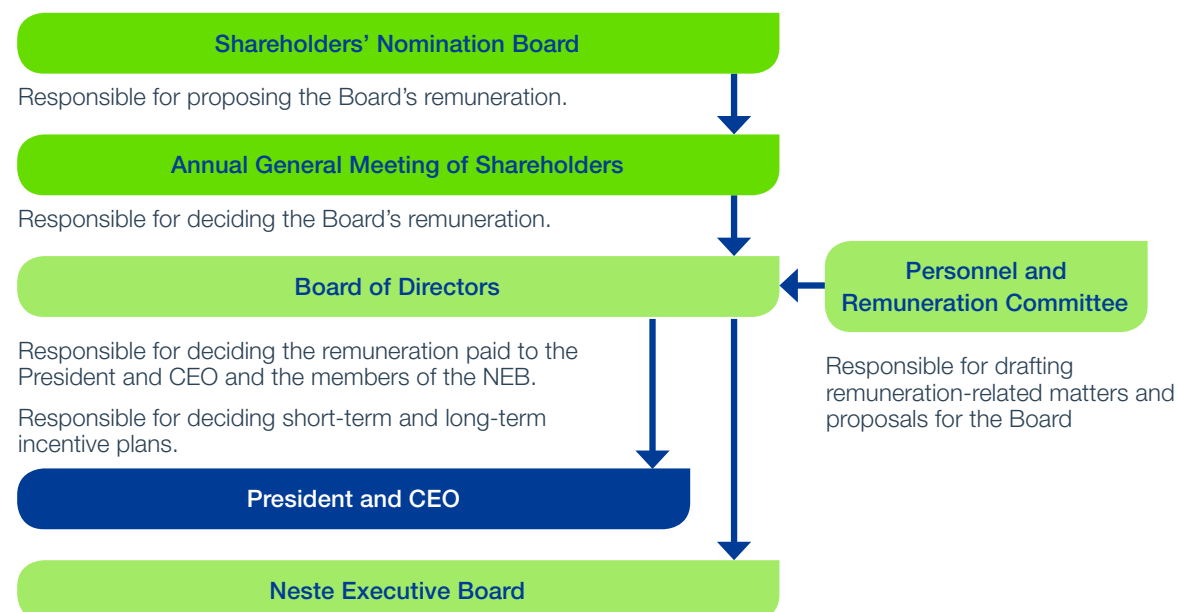 Shareholders’ Nomination Board
Responsible for proposing the Board’s remuneration.
Annual General Meeting of Shareholders
Responsible for deciding the Board’s remuneration.
Board of Directors
Personnel and
Remuneration Committee
Responsible for deciding the remuneration paid to the
President and CEO and the members of the NEB.
Responsible for deciding short-term and long-term
incentive plans.
Responsible for drafting
remuneration-related matters and
proposals for the Board
President and CEO
Neste Executive Board